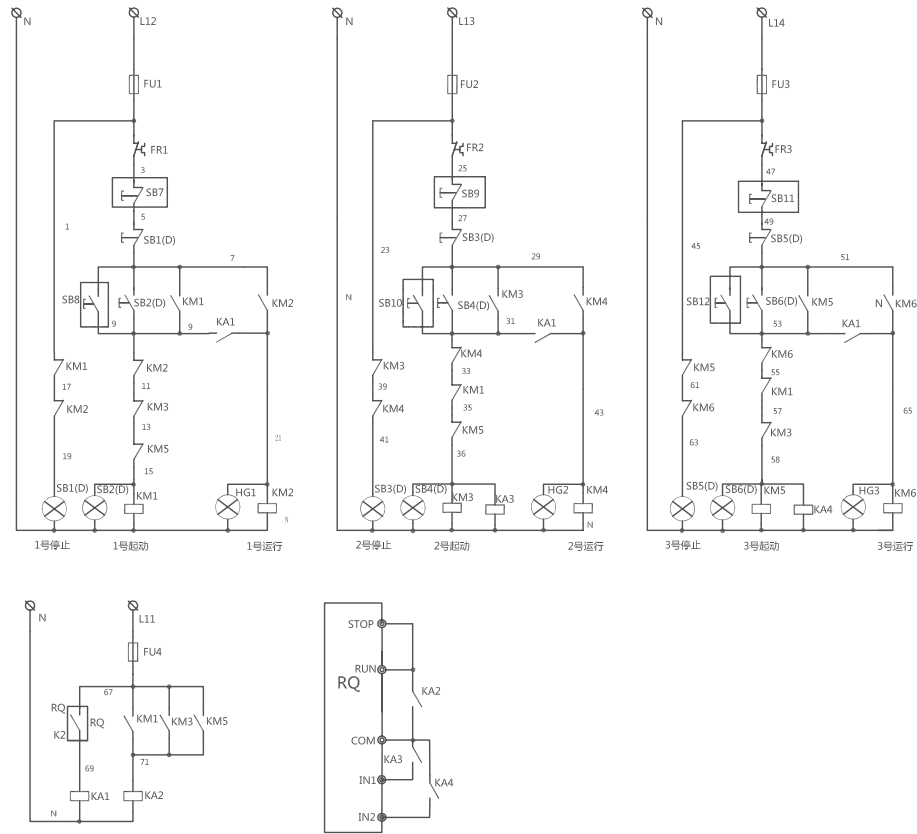 N
L12
FU1
FR1
3
SB7
5
SB1(D)
1
7
SB8
SB2(D)
KM1
KM2
9
9
KA1
KM1
KM2
17
11
KM2
KM3
13
19
KM5
21
15
SB1(D)
SB2(D)
KM1
HG1
KM2
N
1号停止
1号起动
1号运行
N
L13
FU2
FR2
25
SB9
27
SB3(D)
23
29
N
SB10
SB4(D)
KM3
KM4
31
KA1
KM4
KM3
33
39
KM1
KM4
35
43
KM5
41
36
SB3(D)
SB4(D)
KM3
KA3
HG2
KM4
N
2号停止
2号起动
2号运行
N
L14
FU3
FR3
47
SB11
49
SB5(D)
45
51
SB12
SB6(D)
KM5
N
KM6
53
KA1
KM6
KM5
55
61
KM1
KM6
57
65
KM3
63
58
SB5(D)
SB6(D)
KM5
KA4
HG3
KM6
3号停止
3号起动
3号运行
N
L11
FU4
67
RQ
RQ
K2
KM1
KM3
KM5
69
71
KA1
KA2
N
STOP
RUN
RQ
KA2
COM
KA3
IN1
KA4
IN2